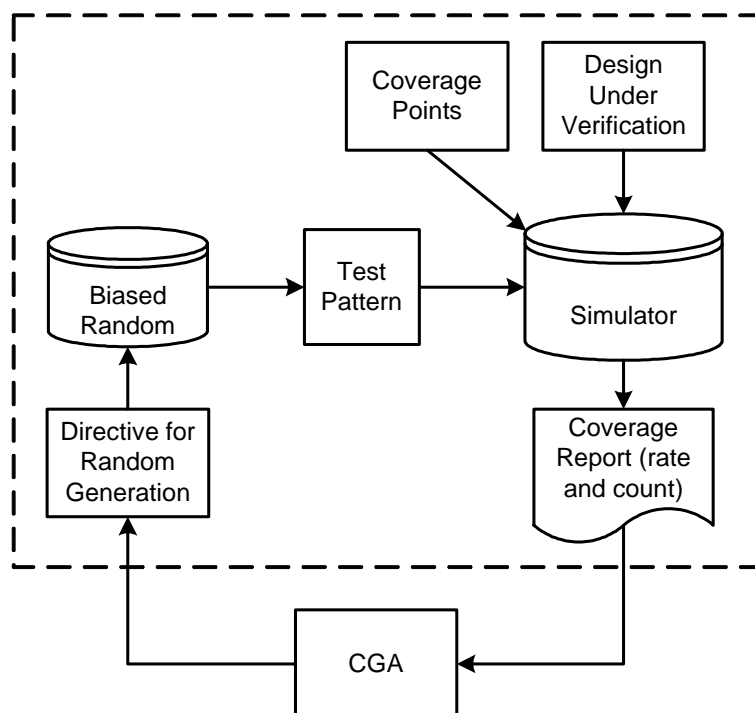 Coverage
Points
Design
Under
Verification
Biased
Random
Test
Pattern
Simulator
Directive for
Random
Generation
Coverage
Report (rate
and count)
CGA